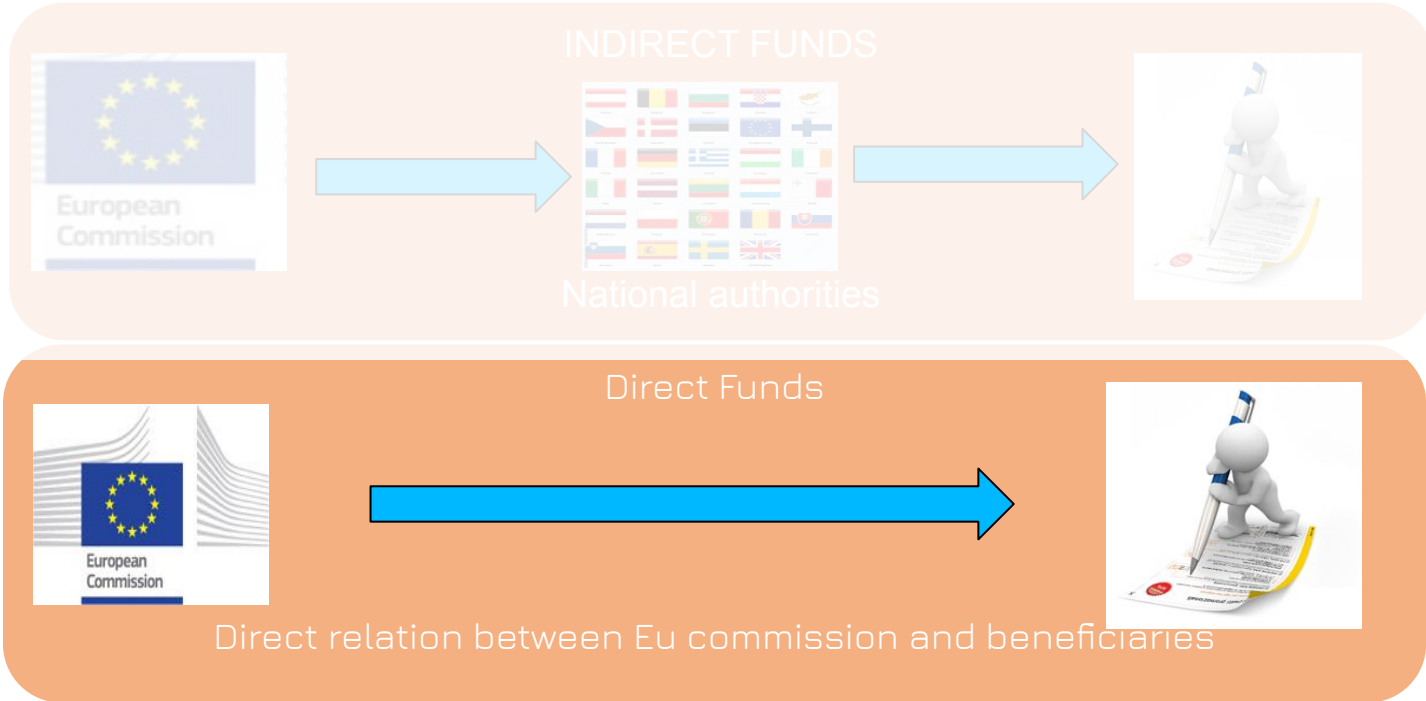 INDIRECT FUNDS
European
Commission
National authorities
Direct Funds
European
Commission
Direct relation between Eu commission and beneficiaries